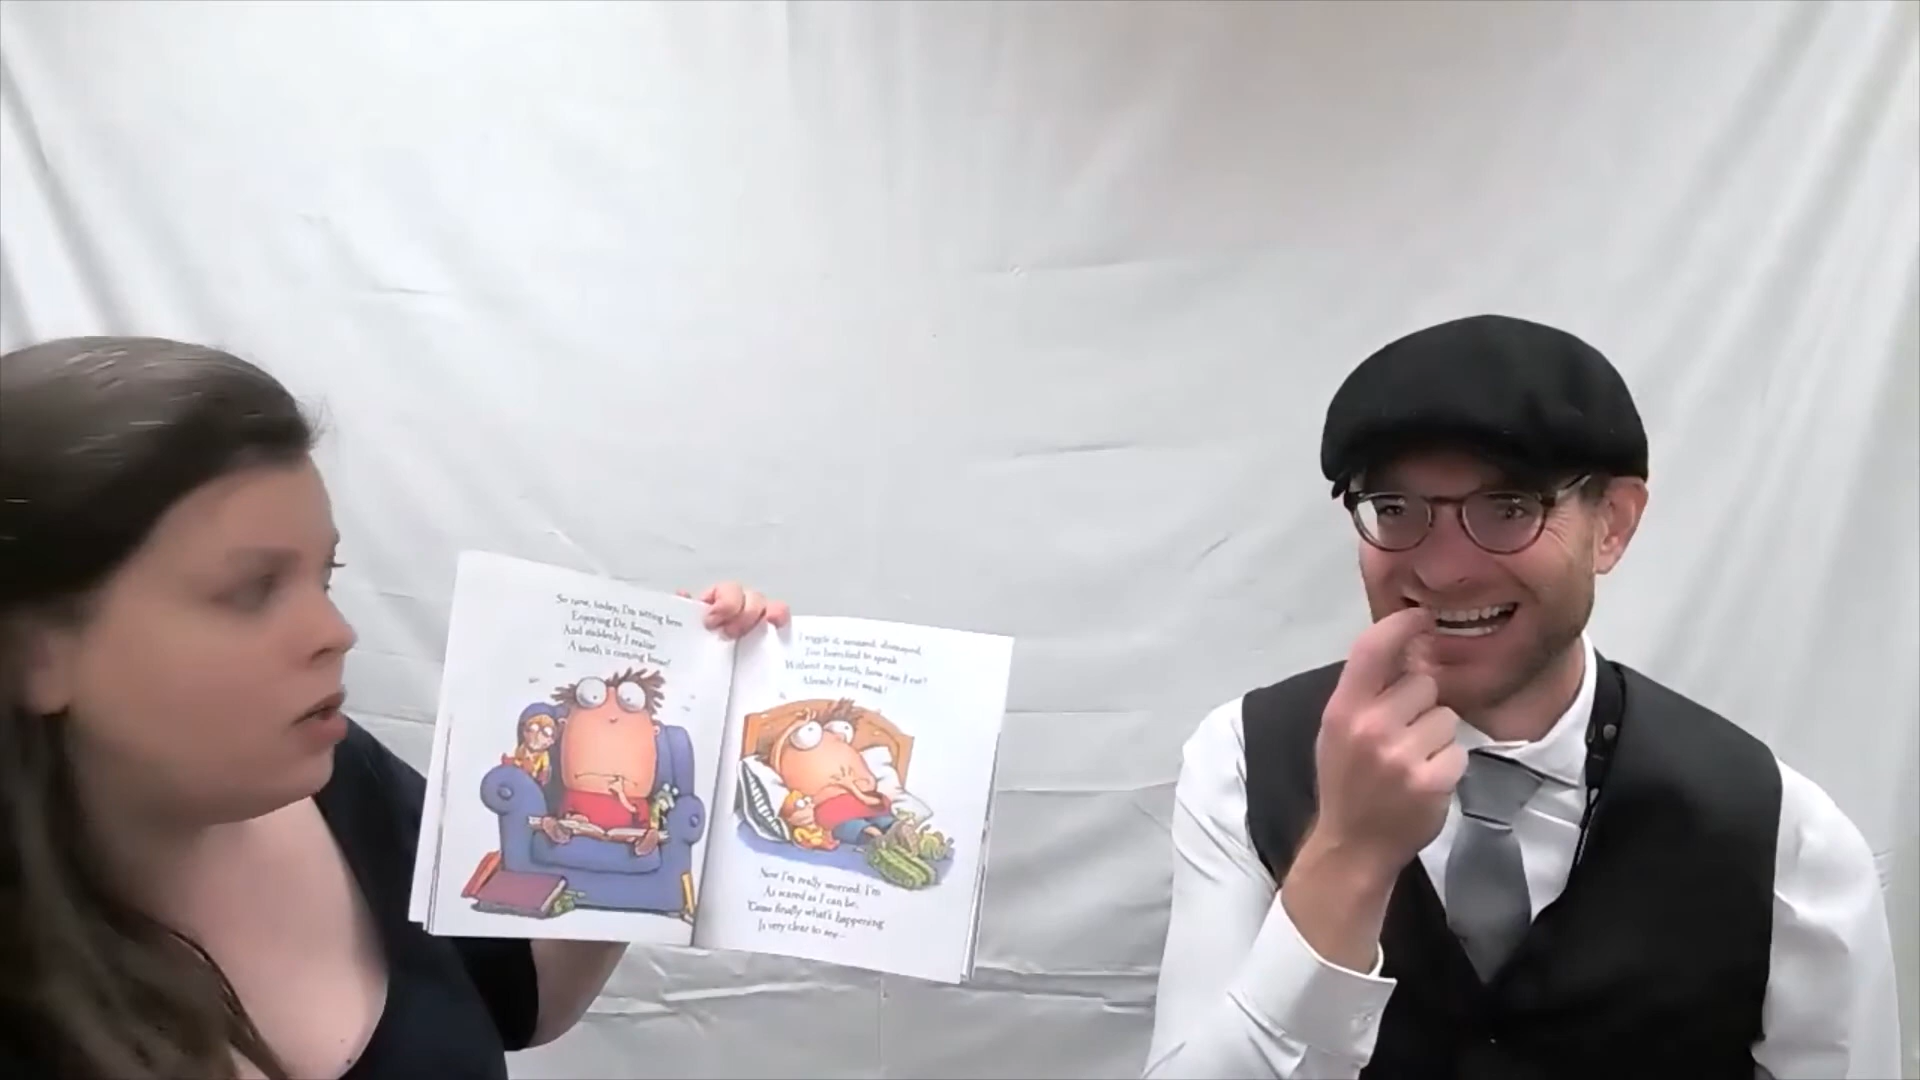 So now, today, I'm sitting here
Enjoying Dr. Seuss,
And suddenly I realize
A tooth is coming loose!
I wiggle it, amazed, dismayed,
Too horrified to speak.
Without my teeth, how can I eat?
Already I feel weak!
Now I'm really worried, I'm
As scared as I can be,
'Cause finally what's happening
Is very clear to me—